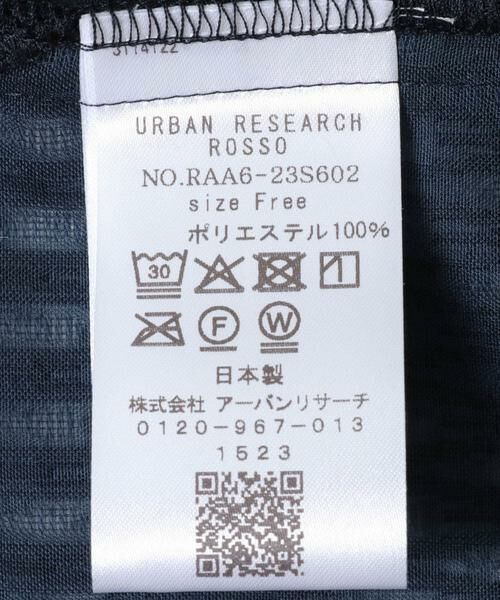 3114122
URBAN RESEARCH
ROSSO
NO.RAA6-23S602
size Free
ポリエステル100%
30
F W
日本製
株式会社 アーバンリサーチ
0120-967-013
1523